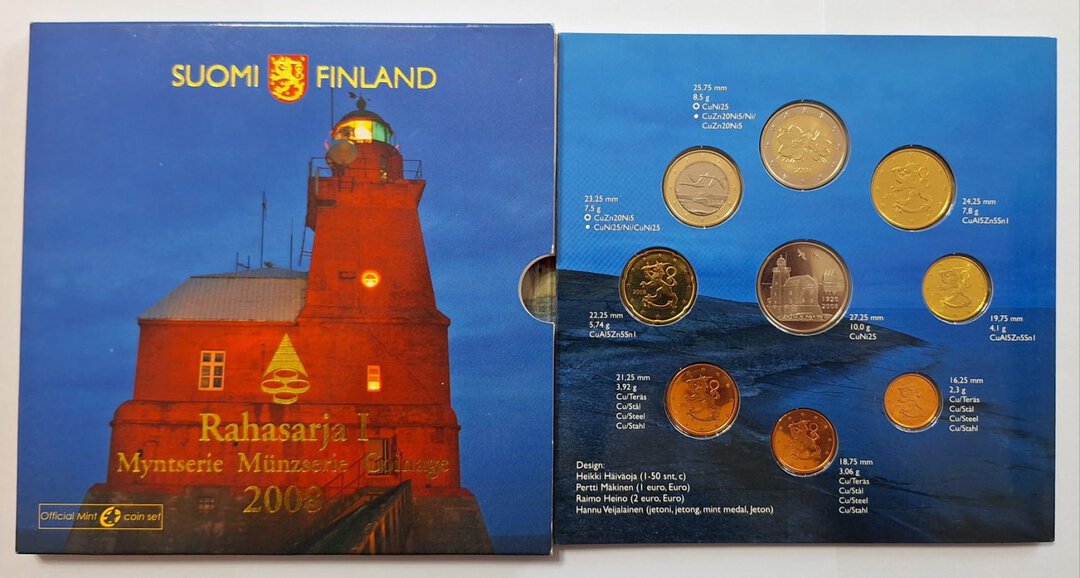 SUOMI FINLAND
Rahasarja I
Myntserie Münzserie Coinage
2008
Official Mint coin set
25,75 mm
8,5 g
CuNi25
CuZn20Ni5/Ni/
CuZn20Ni5
23,25 mm
7,5 g
CuZn20Ni5
CuNi25/Ni/CuNi25
24,25 mm
7,8 g
CuAl5Zn5Sn1
22,25 mm
5,74 g
CuAl5Zn5Sn1
2008
2008
1920
2008
27,25 mm
10,0 g
CuNi25
19,75 mm
4,1 g
CuAl5Zn5Sn1
21,25 mm
3,92 g
Cu/Teräs
Cu/Stål
Cu/Steel
Cu/Stahl
16,25 mm
2,3 g
Cu/Teräs
Cu/Stål
Cu/Steel
Cu/Stahl
18,75 mm
3,06 g
Cu/Teräs
Cu/Stål
Cu/Steel
Cu/Stahl
Design:
Heikki Häiväoja (1-50 snt, c)
Pertti Mäkinen (1 euro, Euro)
Raimo Heino (2 euro, Euro)
Hannu Veijalainen (jetoni, jetong, mint medal, Jeton)